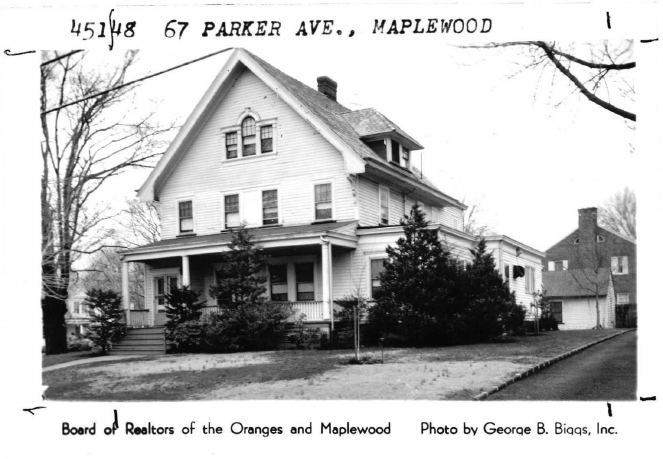 451/48 67 PARKER AVE., MAPLEWOOD
Board of Realtors of the Oranges and Maplewood Photo by George B. Biggs, Inc.